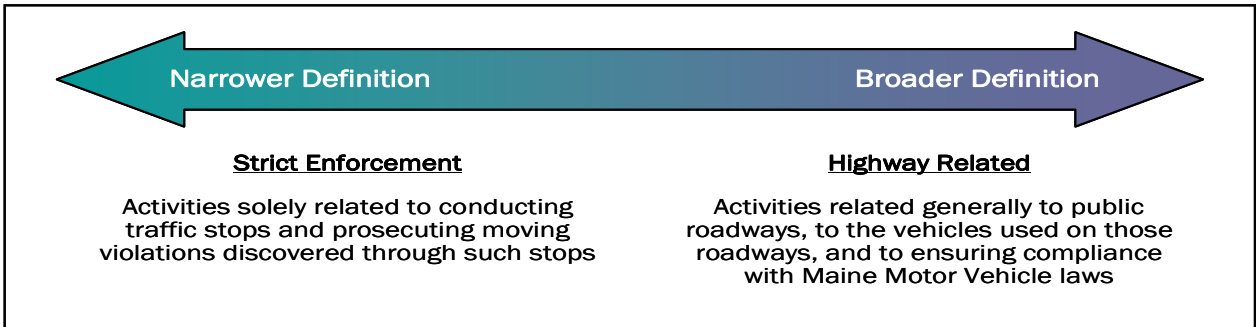 Narrower Definition
Broader Definition
Strict Enforcement
Activities solely related to conducting
traffic stops and prosecuting moving
violations discovered through such stops
Highway Related
Activities related generally to public
roadways, to the vehicles used on those
roadways, and to ensuring compliance
with Maine Motor Vehicle laws